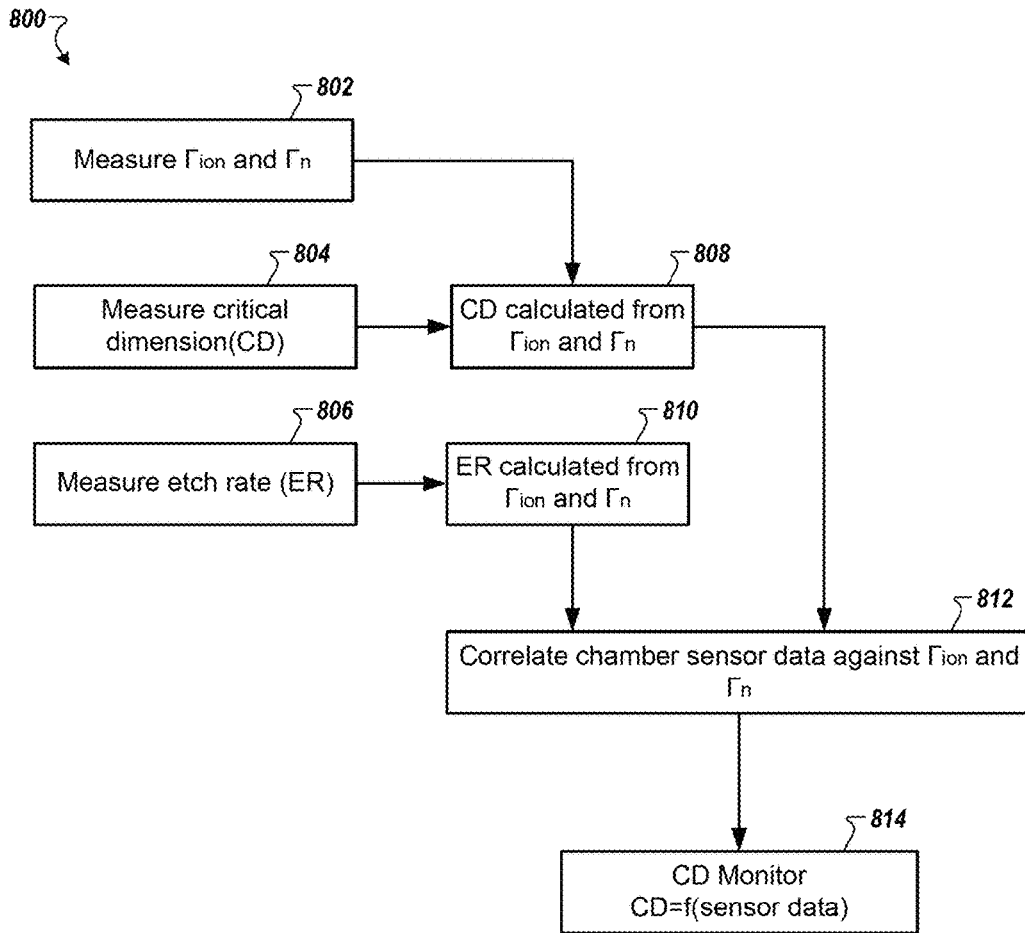 800
802
Measure Γion and Γn
804
Measure critical
dimension(CD)
808
CD calculated from
Γion and Γn
806
Measure etch rate (ER)
810
ER calculated from
Γion and Γn
812
Correlate chamber sensor data against Γion and
Γn
814
CD Monitor
CD=f(sensor data)